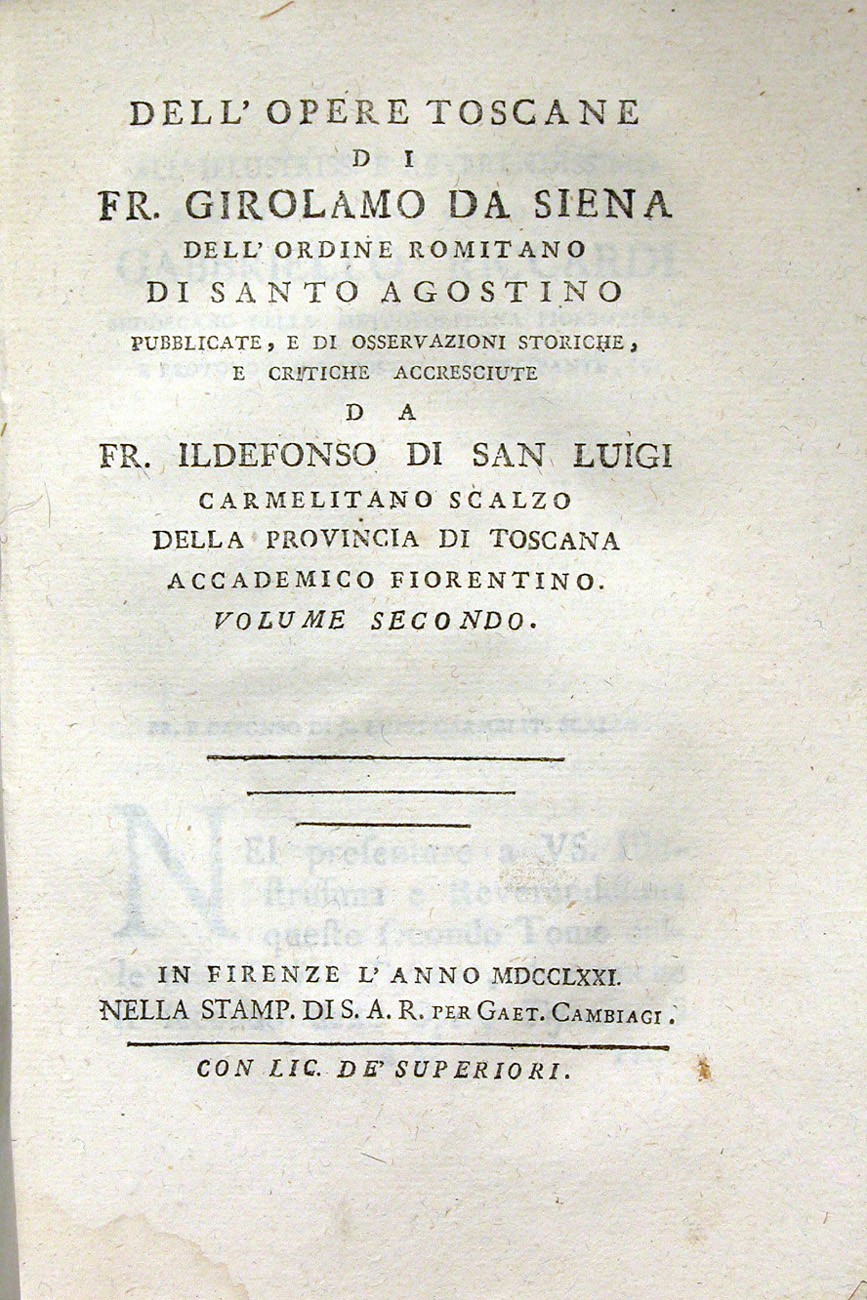 DELL' OPERE TOSCANE
DI
FR. GIROLAMO DA SIENA
DELL' ORDINE ROMITANO
DI SANTO AGOSTINO
PUBBLICATE, E DI OSSERVAZIONI STORICHE,
E CRITICHE ACCRESCIUTE
DA
FR. ILDEFONSO DI SAN LUIGI
CARMELITANO SCALZO
DELLA PROVINCIA DI TOSCANA
ACCADEMICO FIORENTINO.
VOLUME SECONDO.
IN FIRENZE L' ANNO MDCCLXXI.
NELLA STAMP. DI S. A. R. PER GAET. CAMBIAGI.
CON LIC. DE' SUPERIORI.